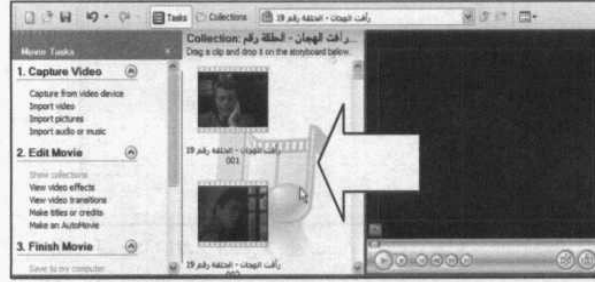 Tasks
Collections
رأفت الهجان - الحلقة رقم 19
Movie Tasks
Collection: رأفت الهجان - الحلقة رقم...
Drag a clip and drop it on the storyboard below.
1. Capture Video
Capture from video device
Import video
Import pictures
Import audio or music
2. Edit Movie
Show collections
View video effects
View video transitions
Make titles or credits
Make an AutoMovie
3. Finish Movie
Save to my computer
رأفت الهجان - الحلقة رقم 19
001
رأفت الهجان - الحلقة رقم 19